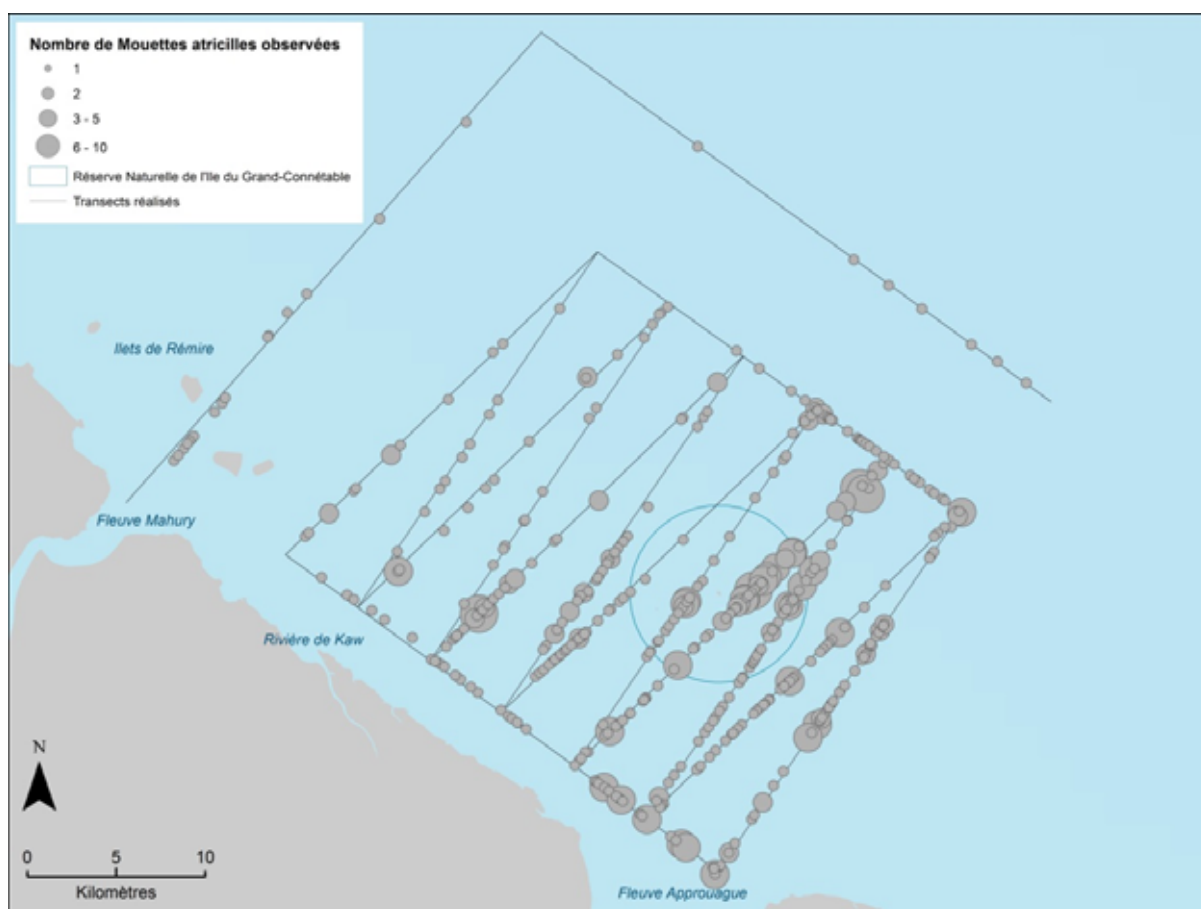 Nombre de Mouettes atricilles observées
1
2
3 - 5
6 - 10
Réserve Naturelle de l'Ile du Grand-Connétable
Transects réalisés
Ilets de Rémire
Fleuve Mahury
Rivière de Kaw
N
0 5 10
Kilomètres
Fleuve Approuague